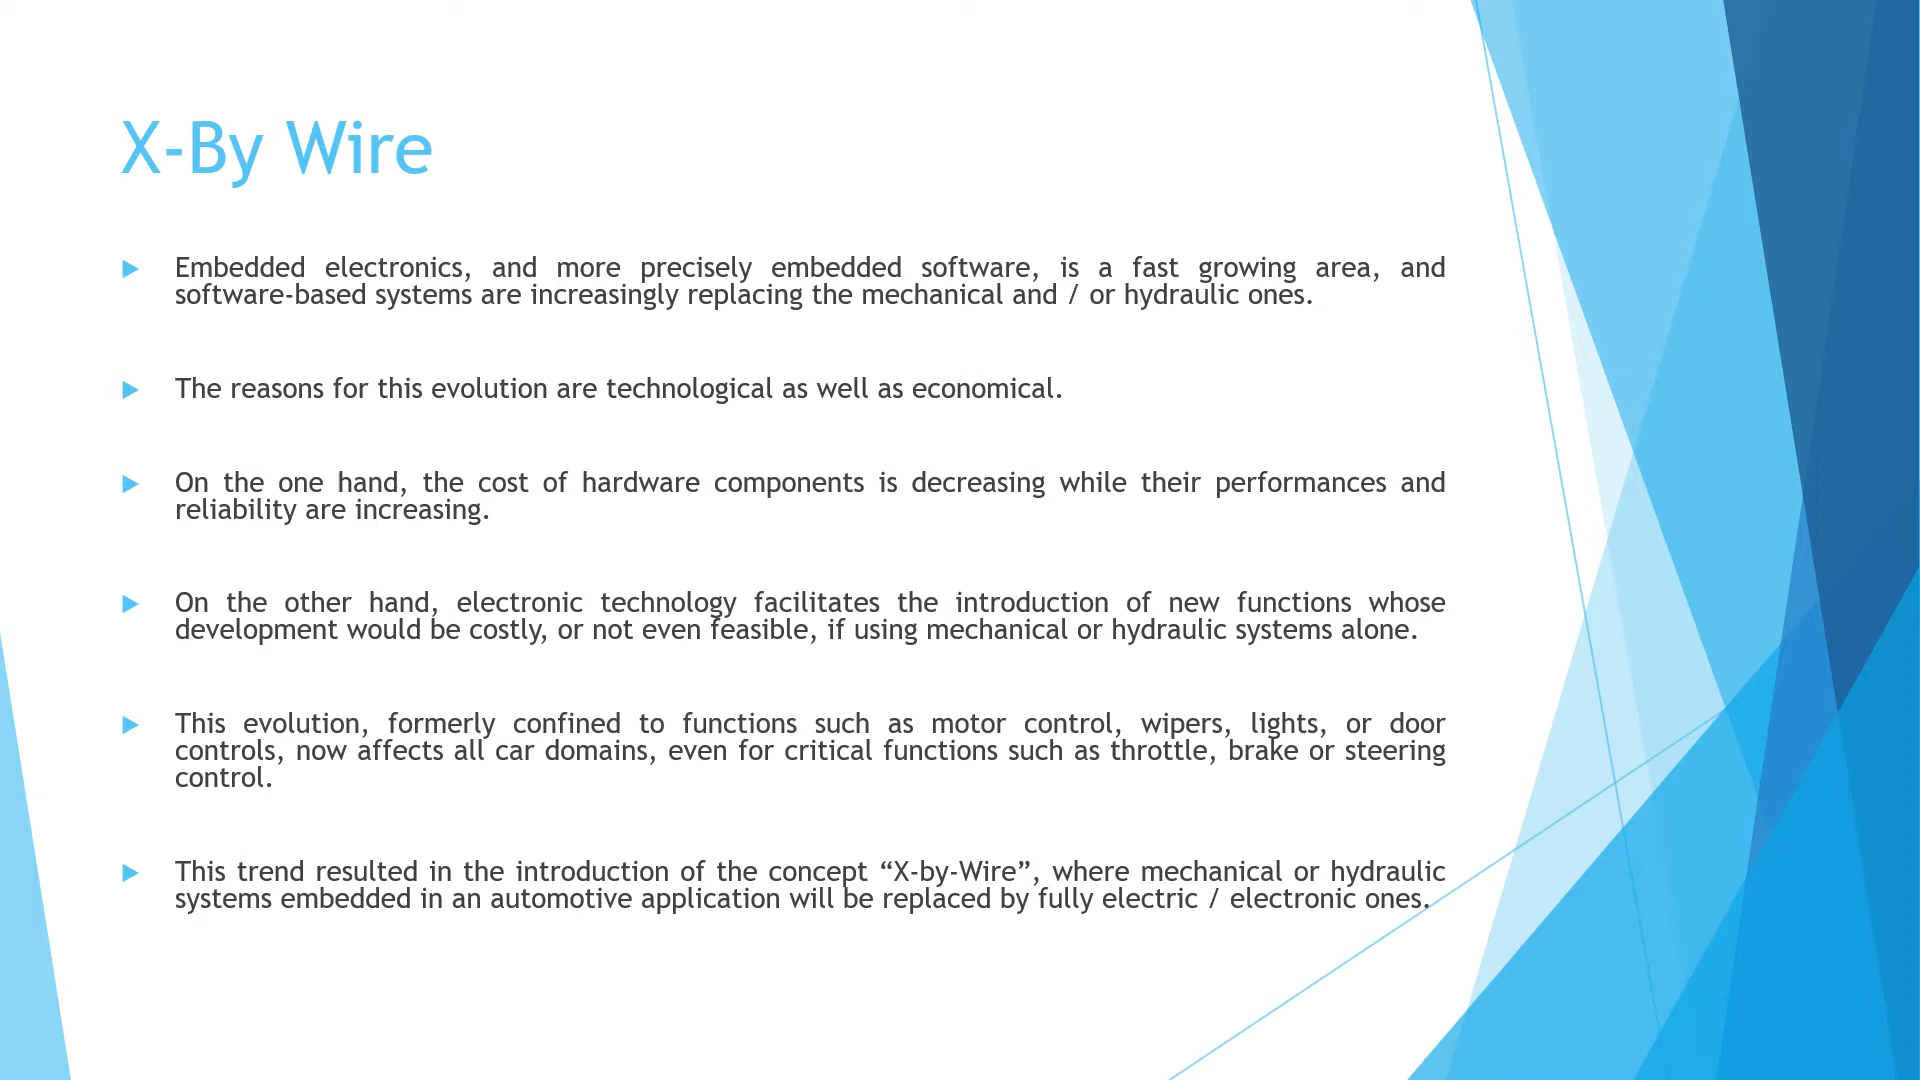 X-By Wire
Embedded electronics, and more precisely embedded software, is a fast growing area, and
software-based systems are increasingly replacing the mechanical and / or hydraulic ones.
The reasons for this evolution are technological as well as economical.
On the one hand, the cost of hardware components is decreasing while their performances and
reliability are increasing.
On the other hand, electronic technology facilitates the introduction of new functions whose
development would be costly, or not even feasible, if using mechanical or hydraulic systems alone.
This evolution, formerly confined to functions such as motor control, wipers, lights, or door
controls, now affects all car domains, even for critical functions such as throttle, brake or steering
control.
This trend resulted in the introduction of the concept “X-by-Wire”, where mechanical or hydraulic
systems embedded in an automotive application will be replaced by fully electric / electronic ones.